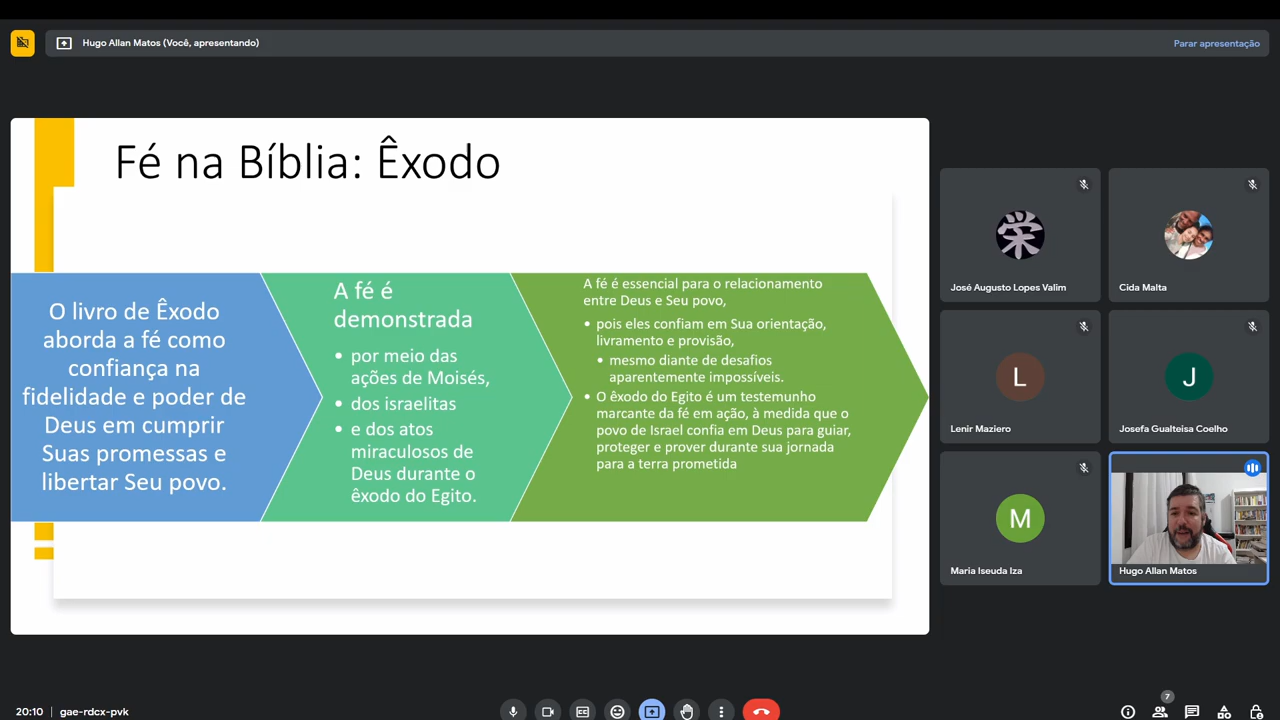 Hugo Allan Matos (Você, apresentando)
Parar apresentação
Fé na Bíblia: Êxodo
O livro de Êxodo
aborda a fé como
confiança na
fidelidade e poder de
Deus em cumprir
Suas promessas e
libertar Seu povo.
A fé é
demonstrada
• por meio das
ações de Moisés,
• dos israelitas
• e dos atos
miraculosos de
Deus durante o
êxodo do Egito.
A fé é essencial para o relacionamento
entre Deus e Seu povo,
• pois eles confiam em Sua orientação,
livramento e provisão,
• mesmo diante de desafios
aparentemente impossíveis.
• O êxodo do Egito é um testemunho
marcante da fé em ação, à medida que o
povo de Israel confia em Deus para guiar,
proteger e prover durante sua jornada
para a terra prometida
栄
José Augusto Lopes Valim
Cida Malta
L
Lenir Maziero
J
Josefa Gualteisa Coelho
M
Maria Iseuda Iza
Hugo Allan Matos
20:10 | gae-rdcx-pvk
7